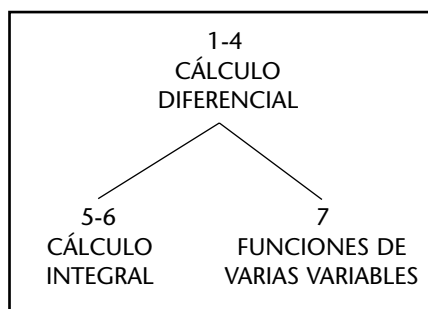 1-4
CÁLCULO
DIFERENCIAL
5-6
CÁLCULO
INTEGRAL
7
FUNCIONES DE
VARIAS VARIABLES